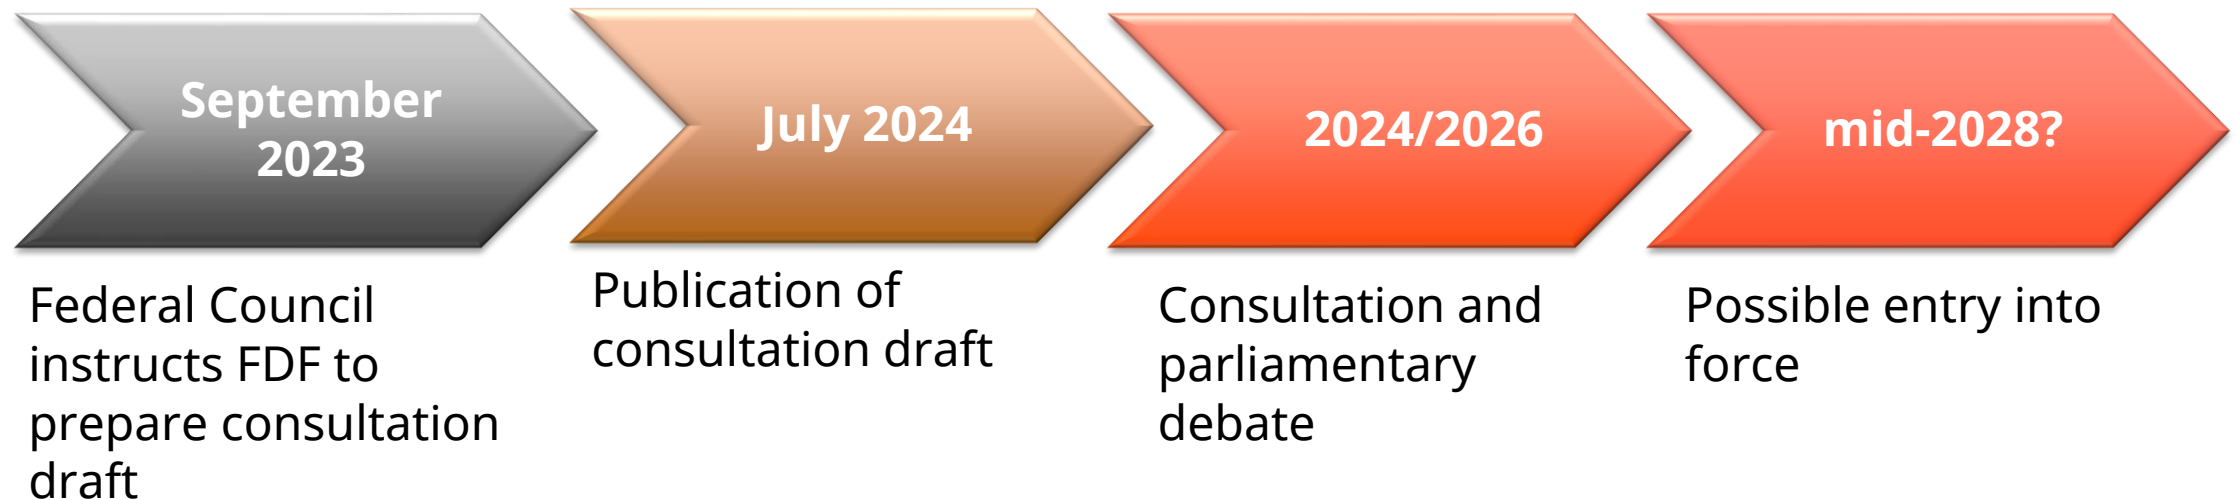 September
2023
Federal Council
instructs FDF to
prepare consultation
draft
July 2024
Publication of
consultation draft
2024/2026
Consultation and
parliamentary
debate
mid-2028?
Possible entry into
force